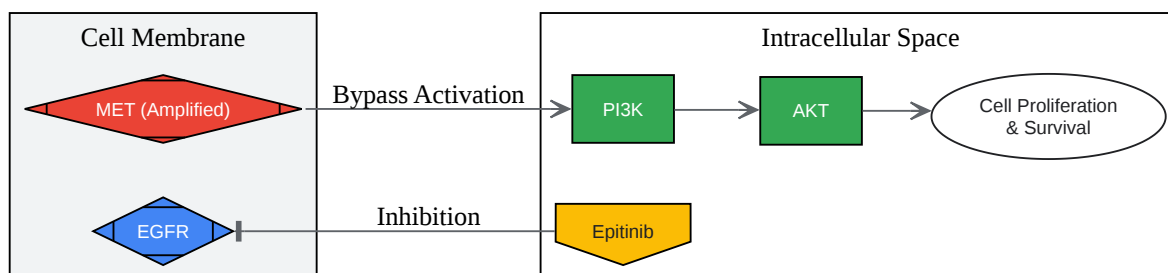 Cell Membrane
Intracellular Space
MET (Amplified)
Bypass Activation
PI3K
AKT
Cell Proliferation
& Survival
EGFR
Inhibition
Epitinib